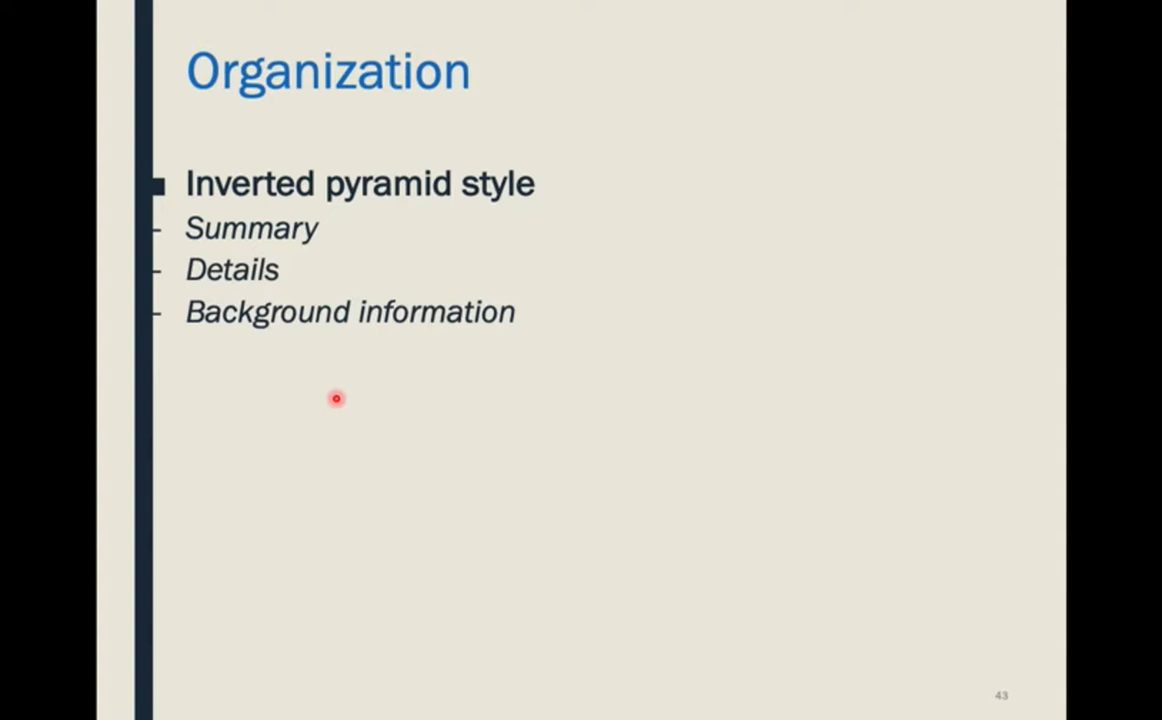 Organization
Inverted pyramid style
Summary
Details
Background information
43